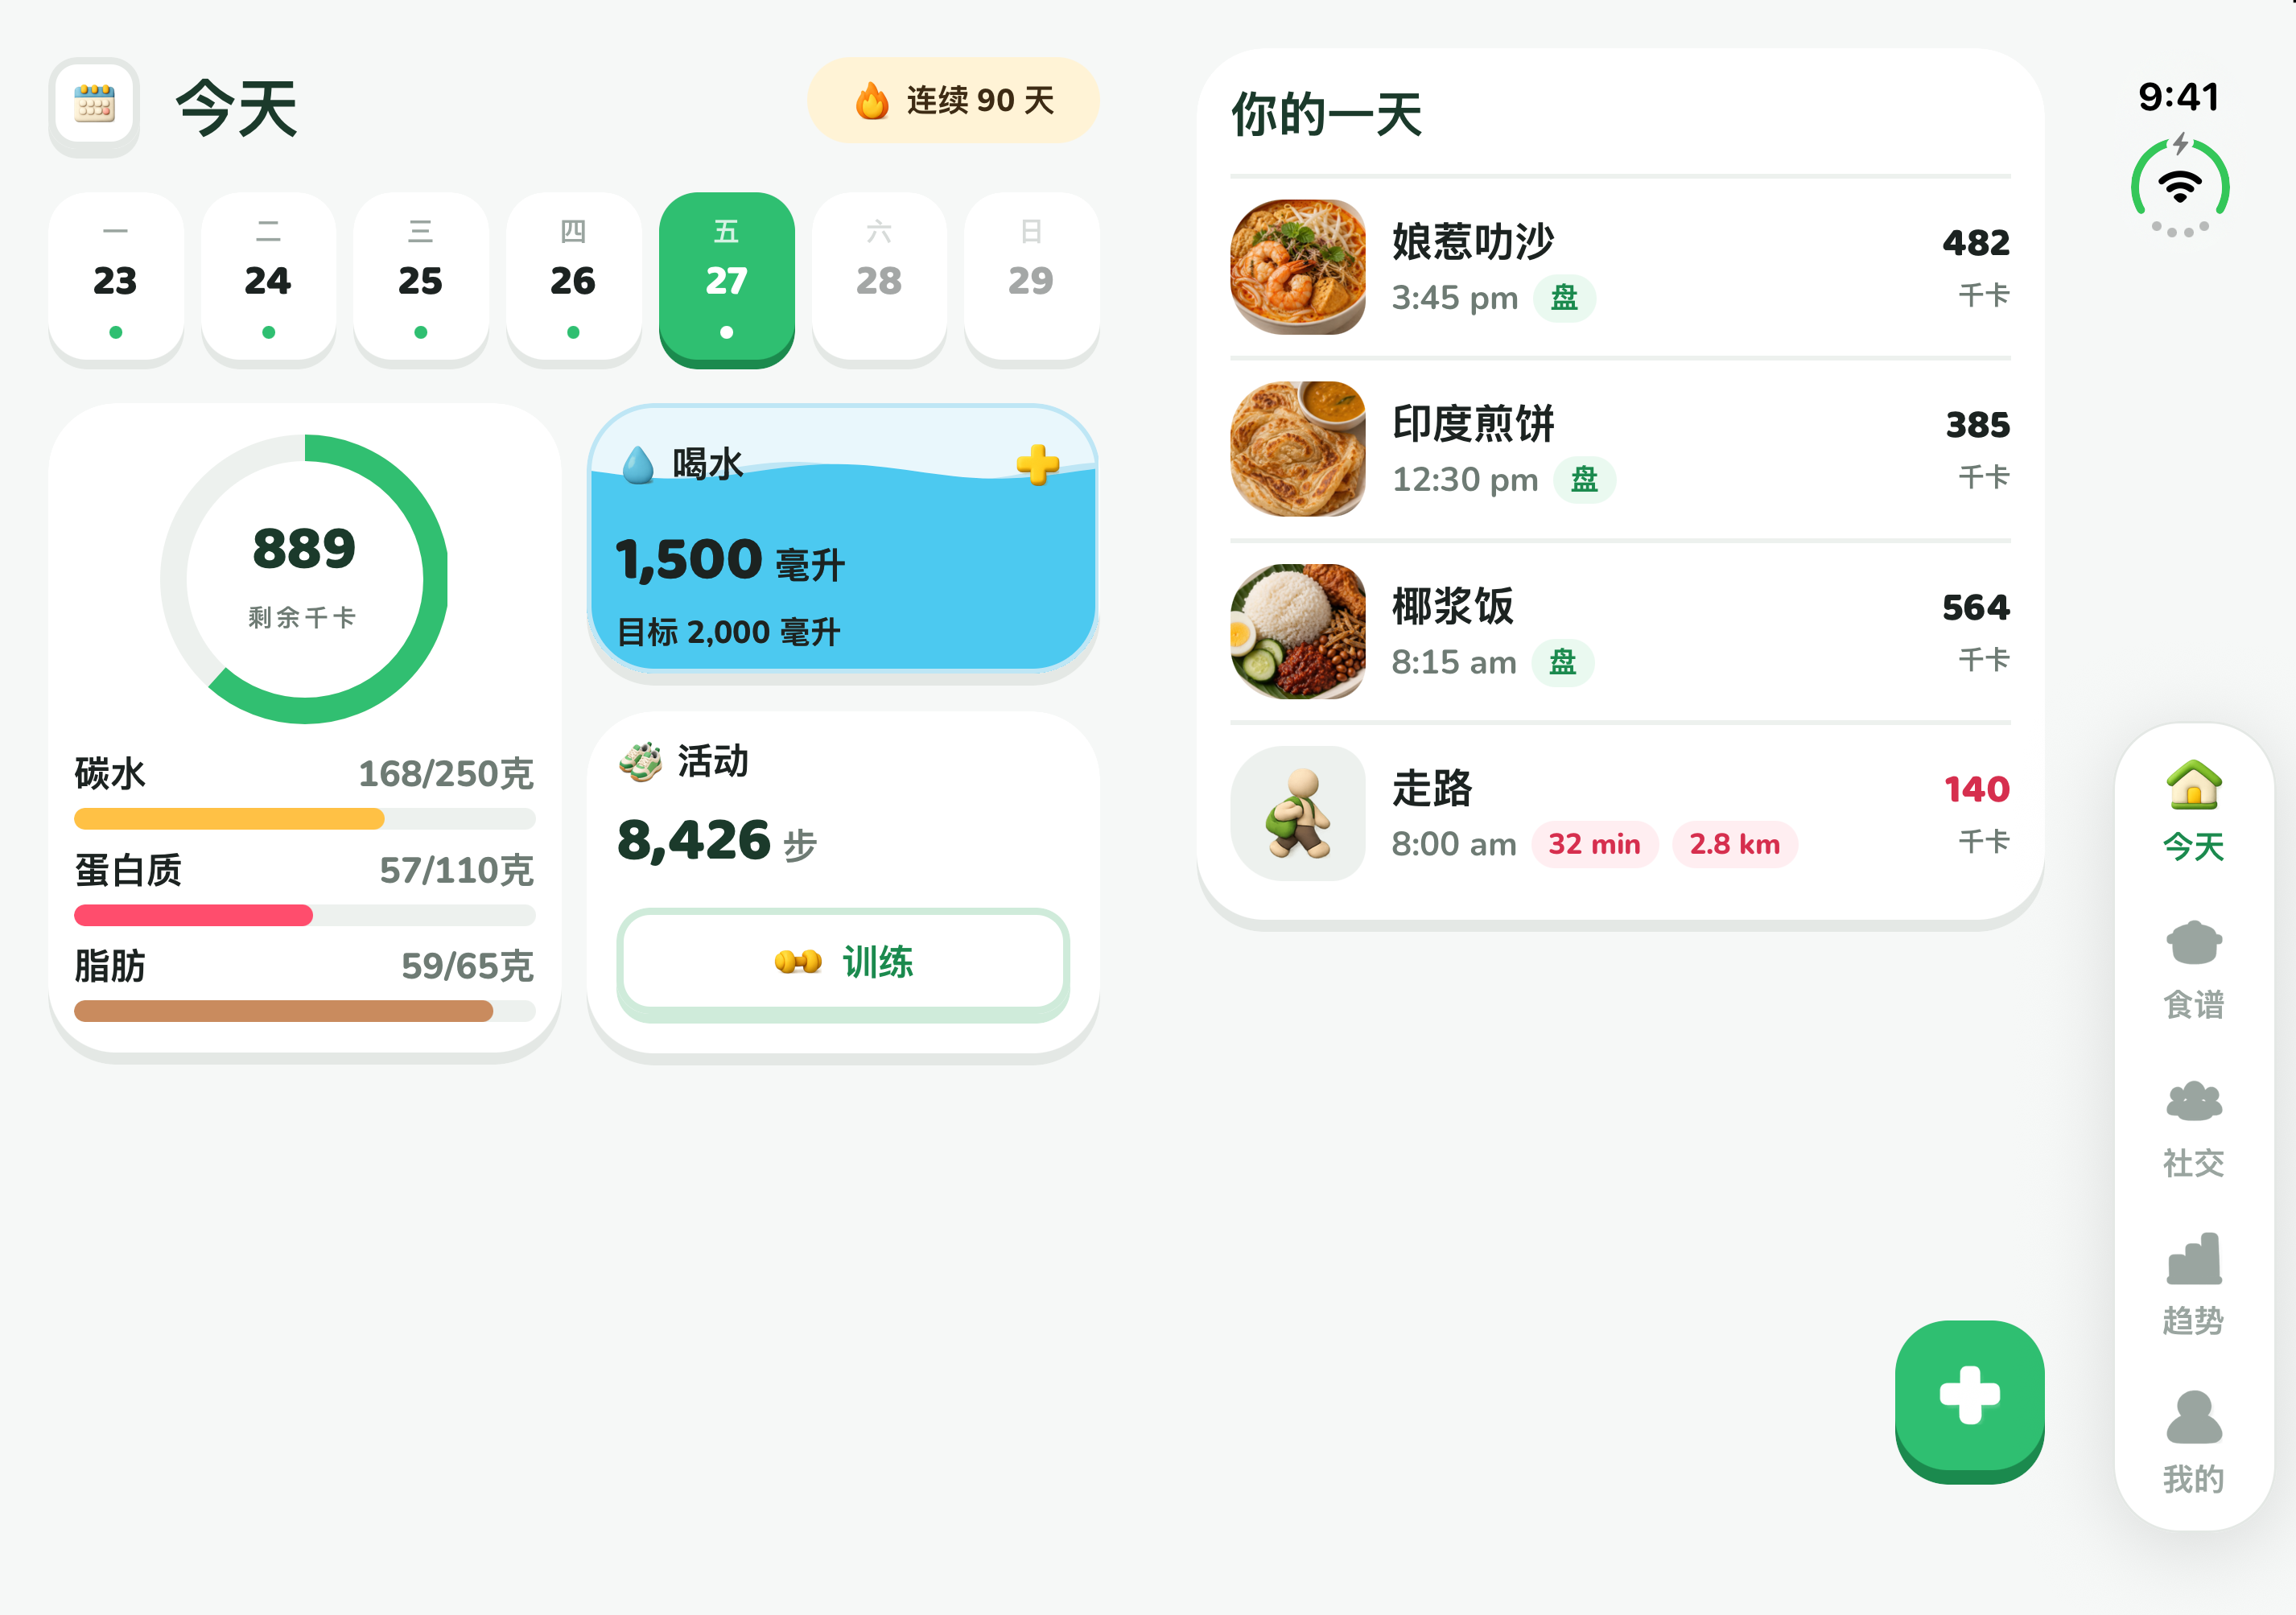 今天
连续 90 天
一 二 三 四 五 六 日
23 24 25 26 27 28 29
889
剩余千卡
碳水 168/250克
蛋白质 57/110克
脂肪 59/65克
喝水
1,500 毫升
目标 2,000 毫升
活动
8,426 步
训练
你的一天
娘惹叻沙 482
3:45 pm 盘 千卡
印度煎饼 385
12:30 pm 盘 千卡
椰浆饭 564
8:15 am 盘 千卡
走路 140
8:00 am 32 min 2.8 km 千卡
9:41
今天
食谱
社交
趋势
我的